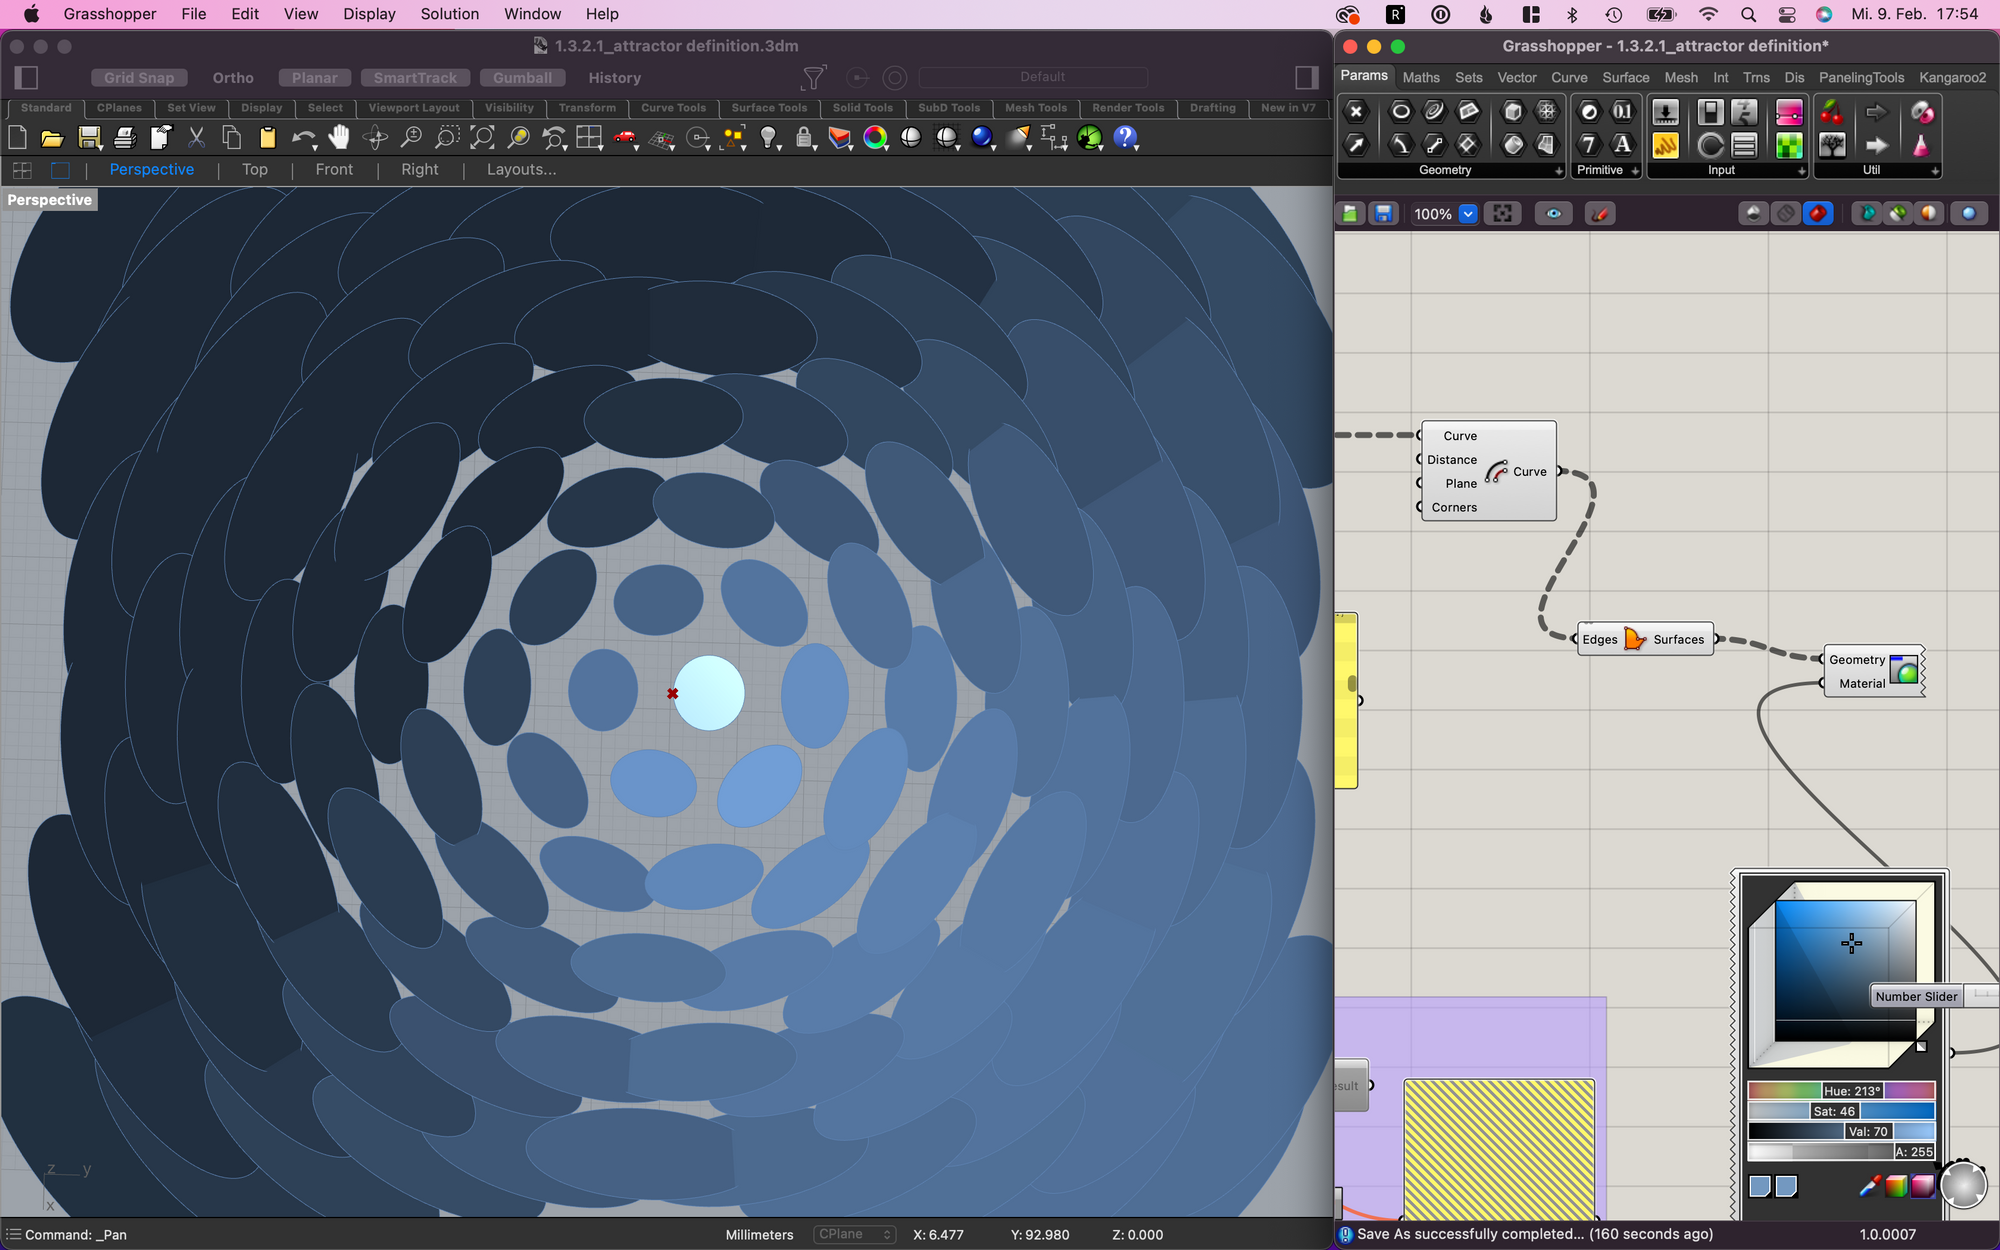 Grasshopper File Edit View Display Solution Window Help Mi. 9. Feb. 17:54
1.3.2.1_attractor definition.3dm
Grid Snap Ortho Planar SmartTrack Gumball History Default
Standard CPlanes Set View Display Select Viewport Layout Visibility Transform Curve Tools Surface Tools Solid Tools SubD Tools Mesh Tools Render Tools Drafting New in V7
Perspective Top Front Right Layouts...
Perspective
z y
x
Command: _Pan Millimeters CPlane X: 6.477 Y: 92.980 Z: 0.000
Grasshopper - 1.3.2.1_attractor definition*
Params Maths Sets Vector Curve Surface Mesh Int Trns Dis PanelingTools Kangaroo2
Geometry Primitive Input Util
100%
Curve
Distance
Plane
Corners
Curve
Edges Surfaces
Geometry
Material
Number Slider
esult
Hue: 213°
Sat: 46
Val: 70
A: 255
Save As successfully completed... (160 seconds ago) 1.0.0007